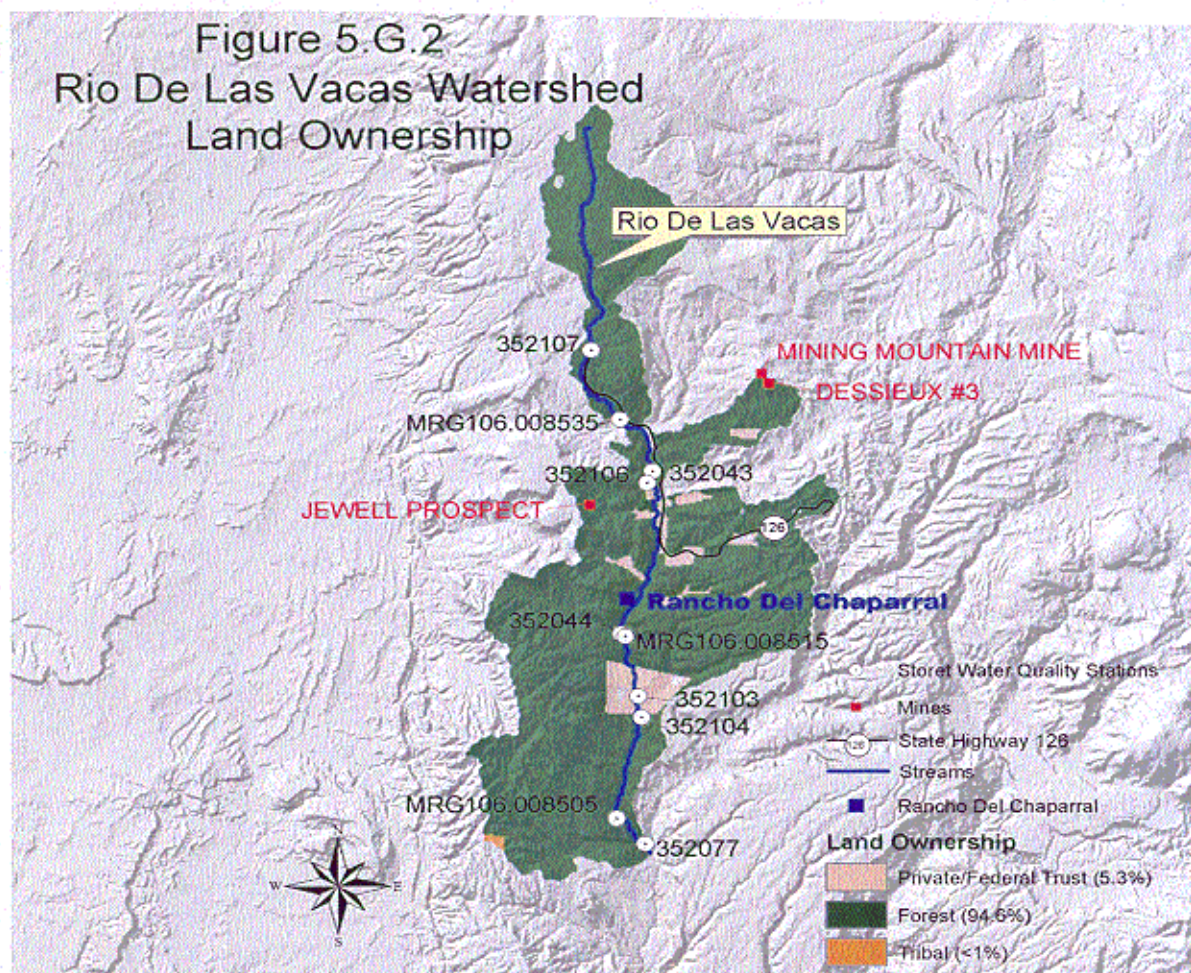 Figure 5.G.2
Rio De Las Vacas Watershed
Land Ownership
Rio De Las Vacas
352107
MINING MOUNTAIN MINE
DESSIEUX #3
MRG106.008535
352106
352043
JEWELL PROSPECT
126
Rancho Del Chaparral
352044
MRG106.008515
352103
352104
MRG106.008505
352077
N
W
E
S
Storet Water Quality Stations
Mines
126
State Highway 126
Streams
Rancho Del Chaparral
Land Ownership
Private/Federal Trust (5.3%)
Forest (94.6%)
Tribal (<1%)